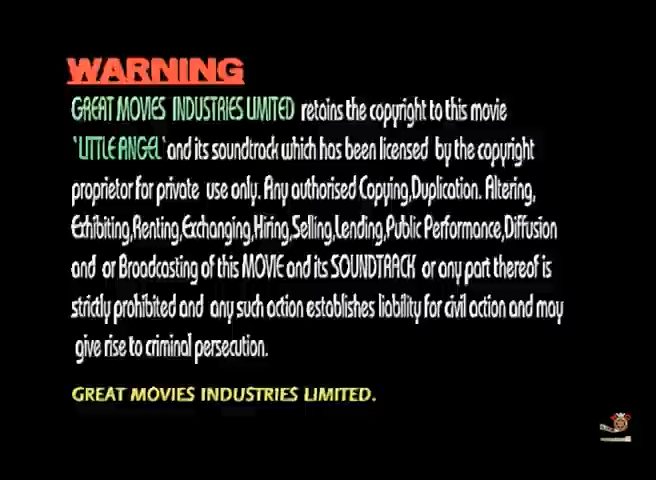 WARNING
GREAT MOVIES INDUSTRIES LIMITED retains the copyright to this movie
`LITTLE ANGEL` and its soundtrack which has been licensed by the copyright
proprietor for private use only. Any authorised Copying,Duplication. Altering,
Exhibiting,Renting,Exchanging,Hiring,Selling,Lending,Public Performance,Diffusion
and or Broadcasting of this MOVIE and its SOUNDTRACK or any part thereof is
strictly prohibited and any such action establishes liability for civil action and may
give rise to criminal persecution.
GREAT MOVIES INDUSTRIES LIMITED.